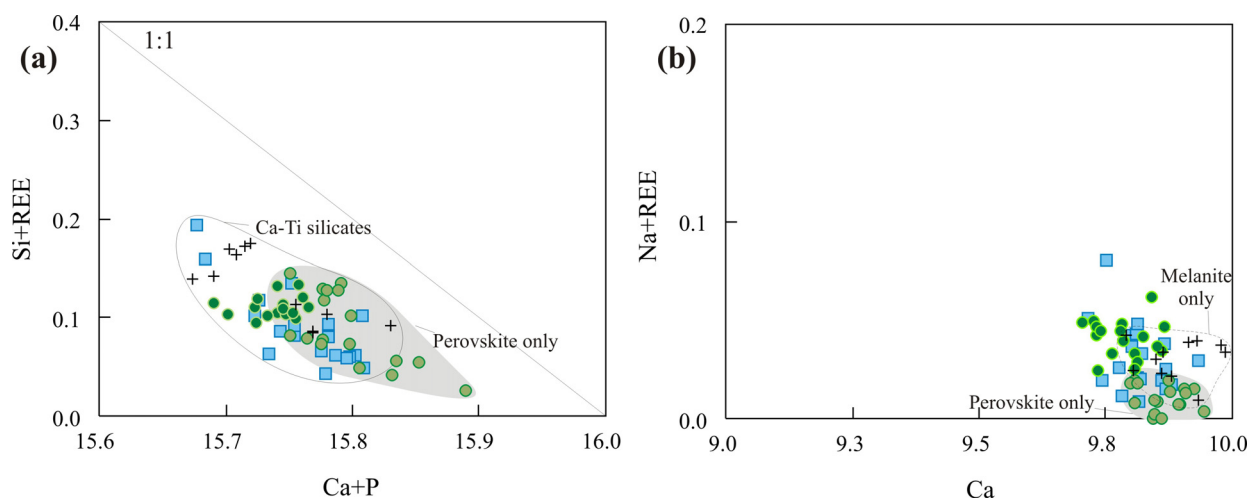 (a)
1:1
0.4
0.3
0.2
0.1
0.0
Si+REE
Ca-Ti silicates
Perovskite only
15.6
15.7
15.8
15.9
16.0
Ca+P
(b)
0.2
0.1
0.0
Na+REE
Melanite
only
Perovskite only
9.0
9.3
9.5
9.8
10.0
Ca